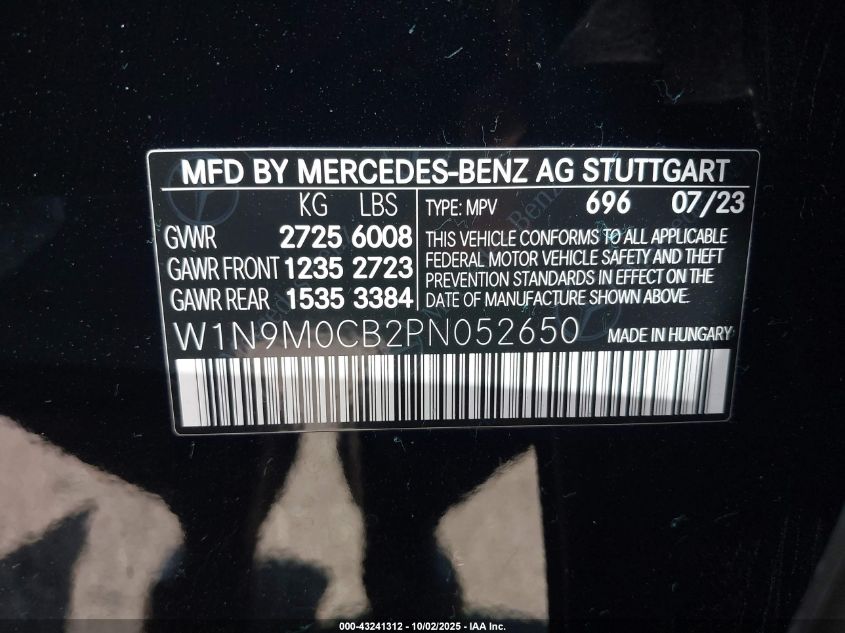 MFD BY MERCEDES-BENZ AG STUTTGART
KG LBS
GVWR 2725 6008
GAWR FRONT 1235 2723
GAWR REAR 1535 3384
TYPE: MPV 696 07/23
THIS VEHICLE CONFORMS TO ALL APPLICABLE
FEDERAL MOTOR VEHICLE SAFETY AND THEFT
PREVENTION STANDARDS IN EFFECT ON THE
DATE OF MANUFACTURE SHOWN ABOVE.
W1N9M0CB2PN052650 MADE IN HUNGARY
000-43241312 - 10/02/2025 - IAA Inc.